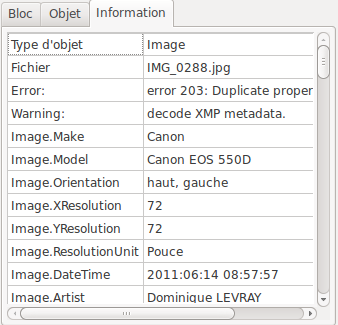 Bloc Objet Information
Type d'objet Image
Fichier IMG_0288.jpg
Error: error 203: Duplicate proper
Warning: decode XMP metadata.
Image.Make Canon
Image.Model Canon EOS 550D
Image.Orientation haut, gauche
Image.XResolution 72
Image.YResolution 72
Image.ResolutionUnit Pouce
Image.DateTime 2011:06:14 08:57:57
Image.Artist Dominique LEVRAY